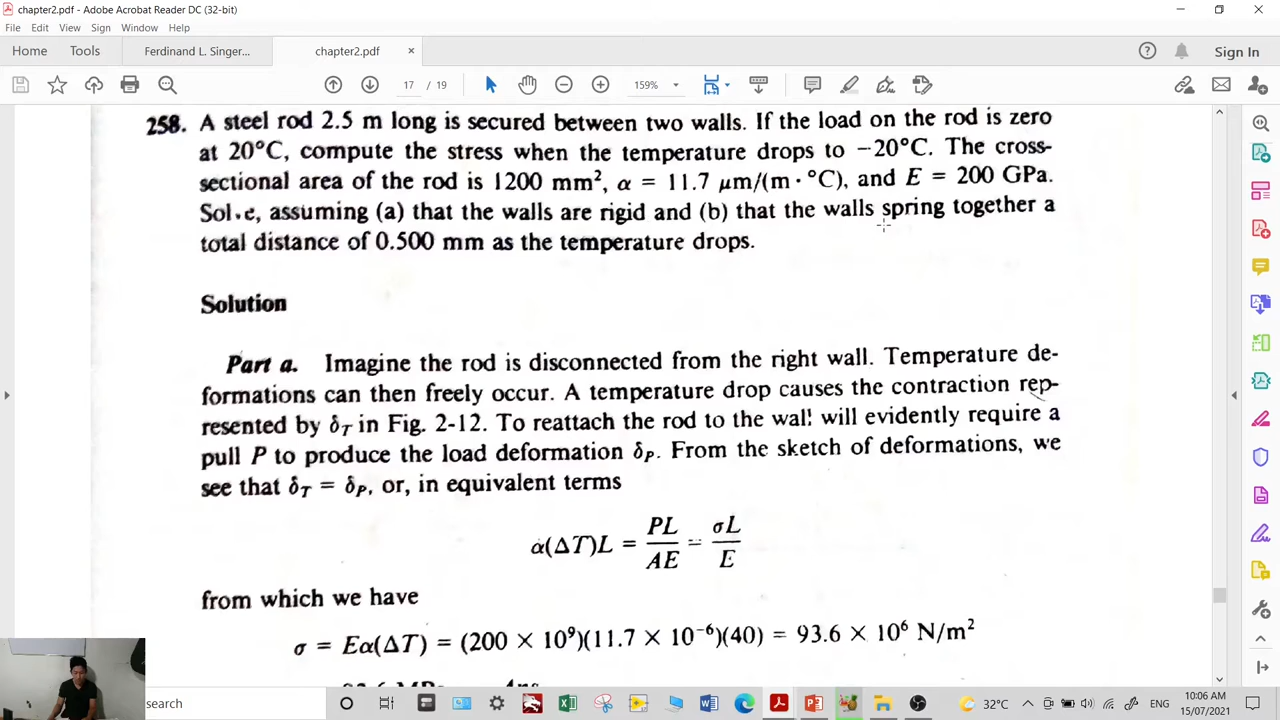 chapter2.pdf - Adobe Acrobat Reader DC (32-bit)
File Edit View Sign Window Help
Home Tools Ferdinand L. Singer... chapter2.pdf × Sign In
17 / 19 159%
258. A steel rod 2.5 m long is secured between two walls. If the load on the rod is zero
at 20°C, compute the stress when the temperature drops to −20°C. The cross-
sectional area of the rod is 1200 mm², α = 11.7 μm/(m·°C), and E = 200 GPa.
Sol.e, assuming (a) that the walls are rigid and (b) that the walls spring together a
total distance of 0.500 mm as the temperature drops.
Solution
Part a. Imagine the rod is disconnected from the right wall. Temperature de-
formations can then freely occur. A temperature drop causes the contraction rep-
resented by δT in Fig. 2-12. To reattach the rod to the wall will evidently require a
pull P to produce the load deformation δP. From the sketch of deformations, we
see that δT = δP, or, in equivalent terms
α(ΔT)L = PL/AE = σL/E
from which we have
σ = Eα(ΔT) = (200 × 10⁹)(11.7 × 10⁻⁶)(40) = 93.6 × 10⁶ N/m²
search 32°C ENG 10:06 AM
15/07/2021